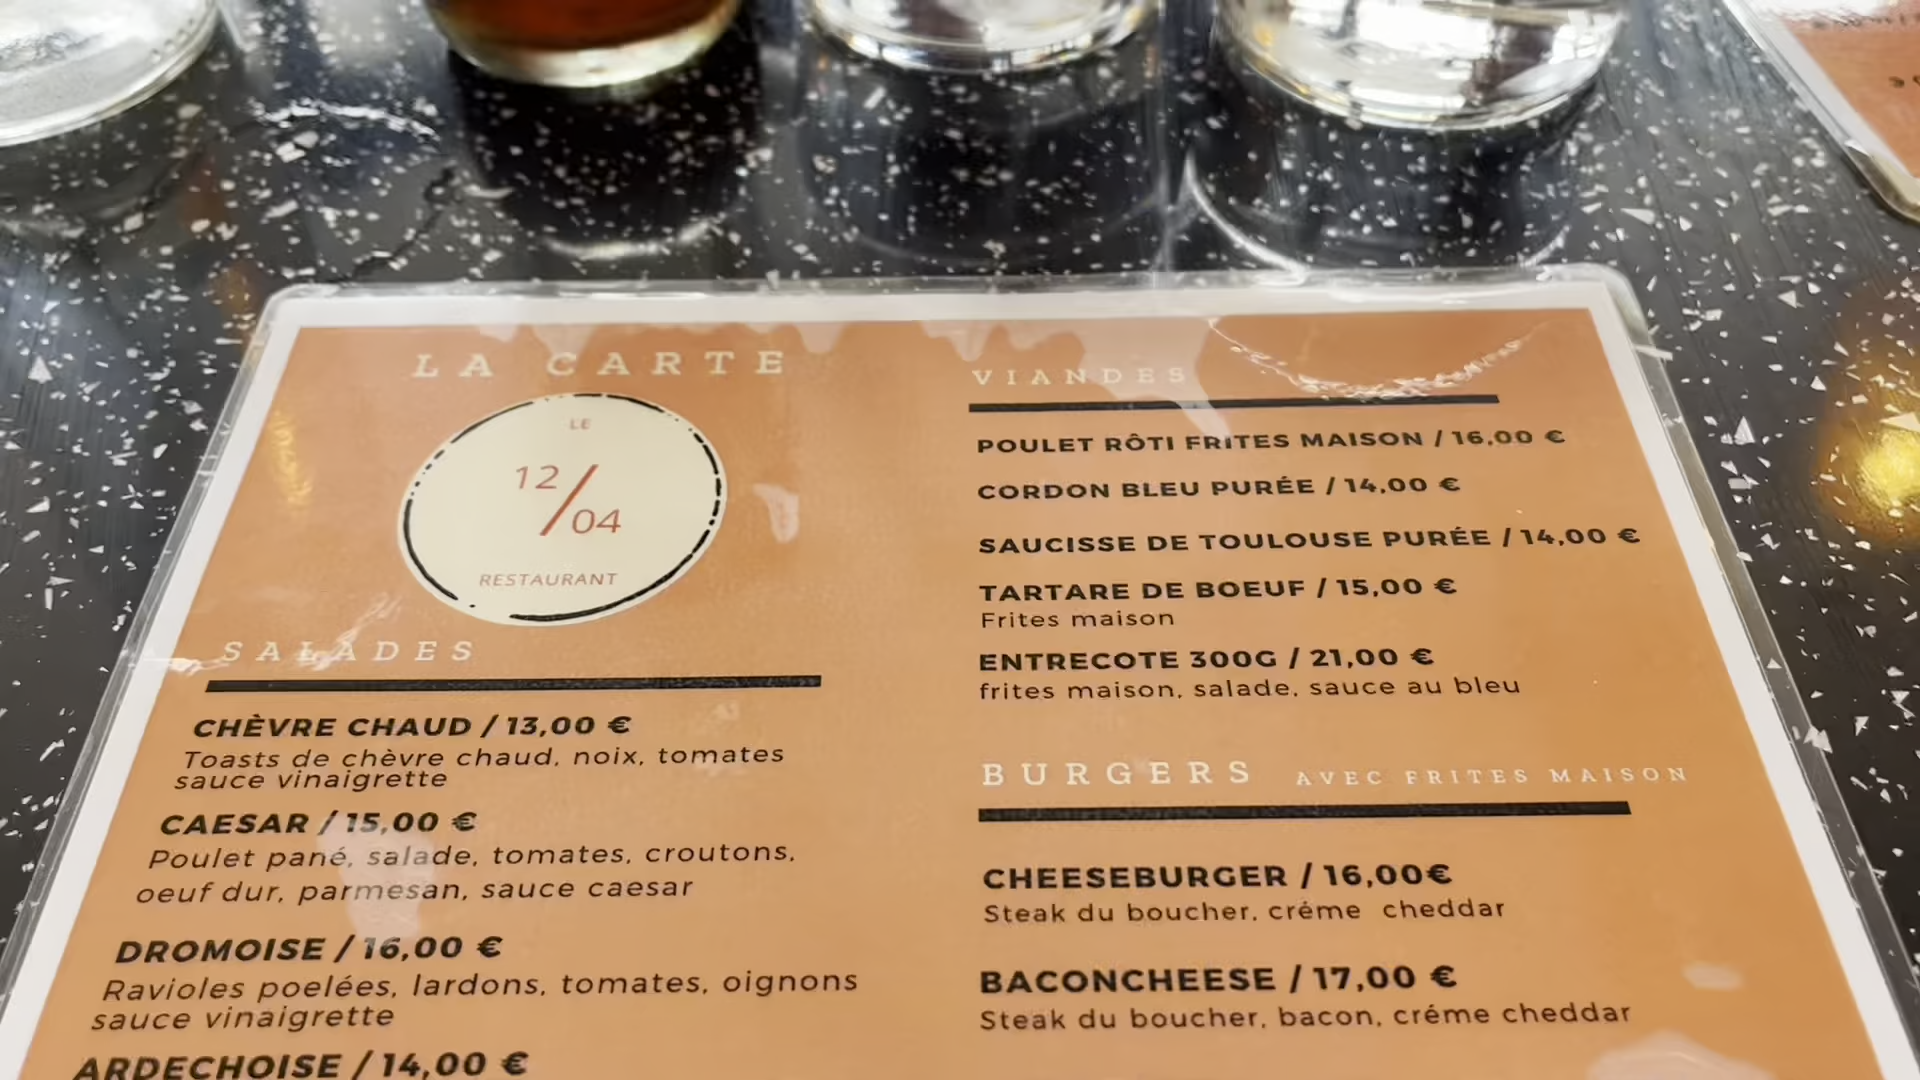 LA CARTE
LE
12/04
RESTAURANT
SALADES
CHÈVRE CHAUD / 13,00 €
Toasts de chèvre chaud, noix, tomates
sauce vinaigrette
CAESAR / 15,00 €
Poulet pané, salade, tomates, croutons,
oeuf dur, parmesan, sauce caesar
DROMOISE / 16,00 €
Ravioles poelées, lardons, tomates, oignons
sauce vinaigrette
ARDECHOISE / 14,00 €
VIANDES
POULET RÔTI FRITES MAISON / 16,00 €
CORDON BLEU PURÉE / 14,00 €
SAUCISSE DE TOULOUSE PURÉE / 14,00 €
TARTARE DE BOEUF / 15,00 €
Frites maison
ENTRECOTE 300G / 21,00 €
frites maison, salade, sauce au bleu
BURGERS AVEC FRITES MAISON
CHEESEBURGER / 16,00€
Steak du boucher, créme cheddar
BACONCHEESE / 17,00 €
Steak du boucher, bacon, créme cheddar